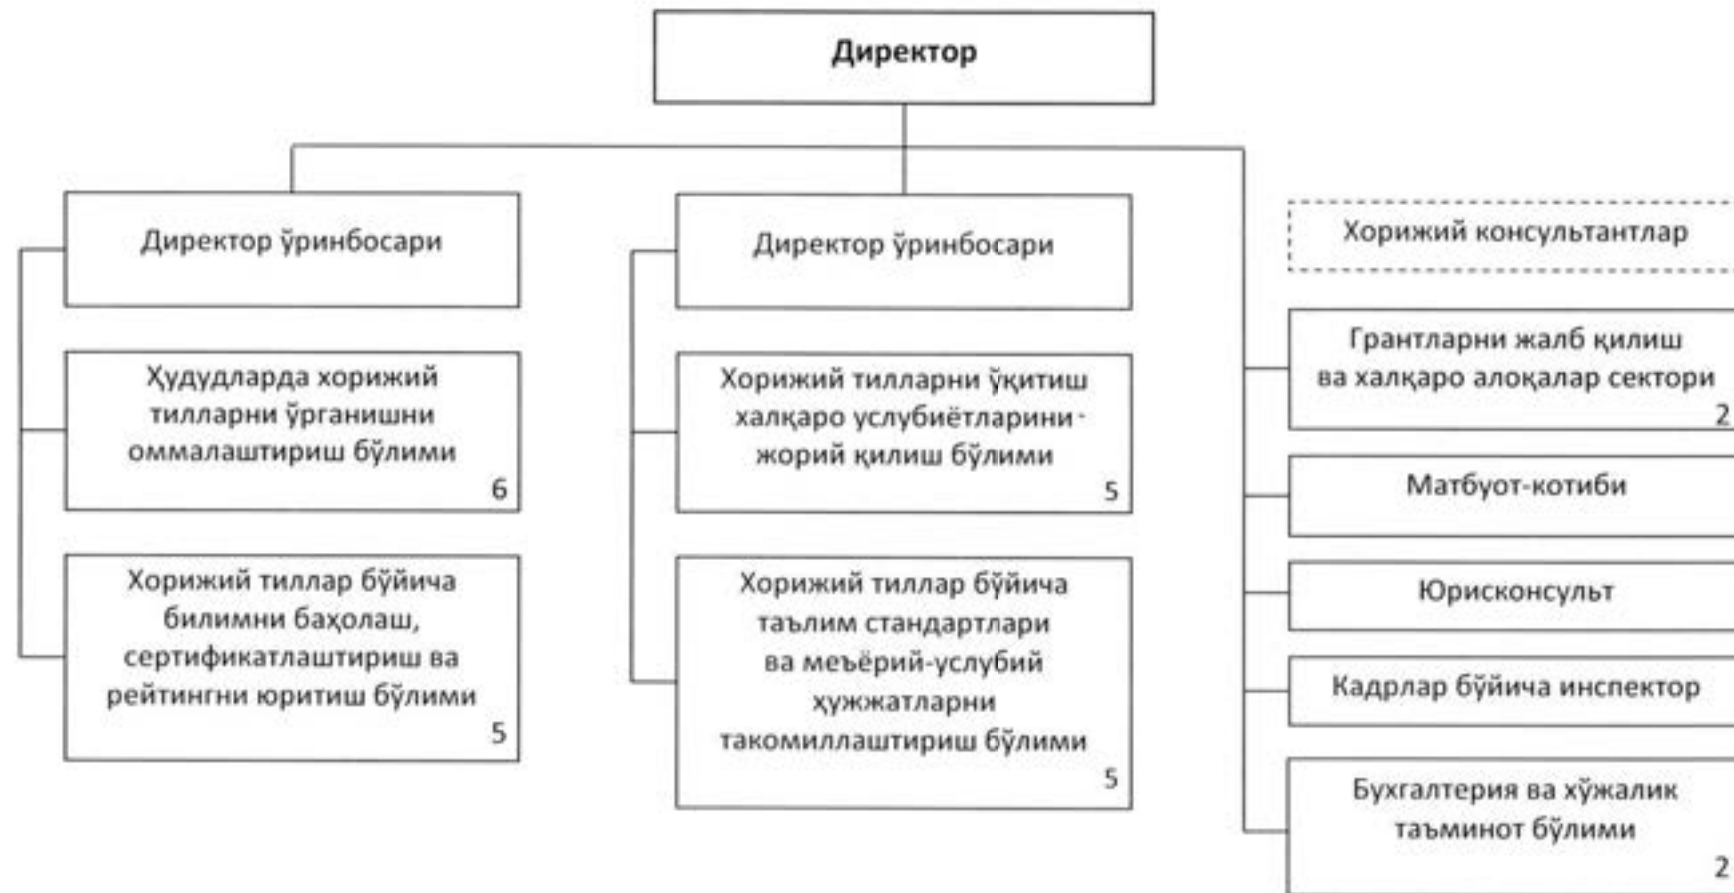 Директор
Директор ўринбосари
Ҳудудларда хорижий
тилларни ўрганишни
оммалаштириш бўлими
6
Хорижий тиллар бўйича
билимни баҳолаш,
сертификатлаштириш ва
рейтингни юритиш бўлими
5
Директор ўринбосари
Хорижий тилларни ўқитиш
халқаро услубиётларини
жорий қилиш бўлими
5
Хорижий тиллар бўйича
таълим стандартлари
ва меъёрий-услубий
ҳужжатларни
такомиллаштириш бўлими
5
Хорижий консультантлар
Грантларни жалб қилиш
ва халқаро алоқалар сектори
2
Матбуот-котиби
Юрисконсульт
Кадрлар бўйича инспектор
Бухгалтерия ва хўжалик
таъминот бўлими
2